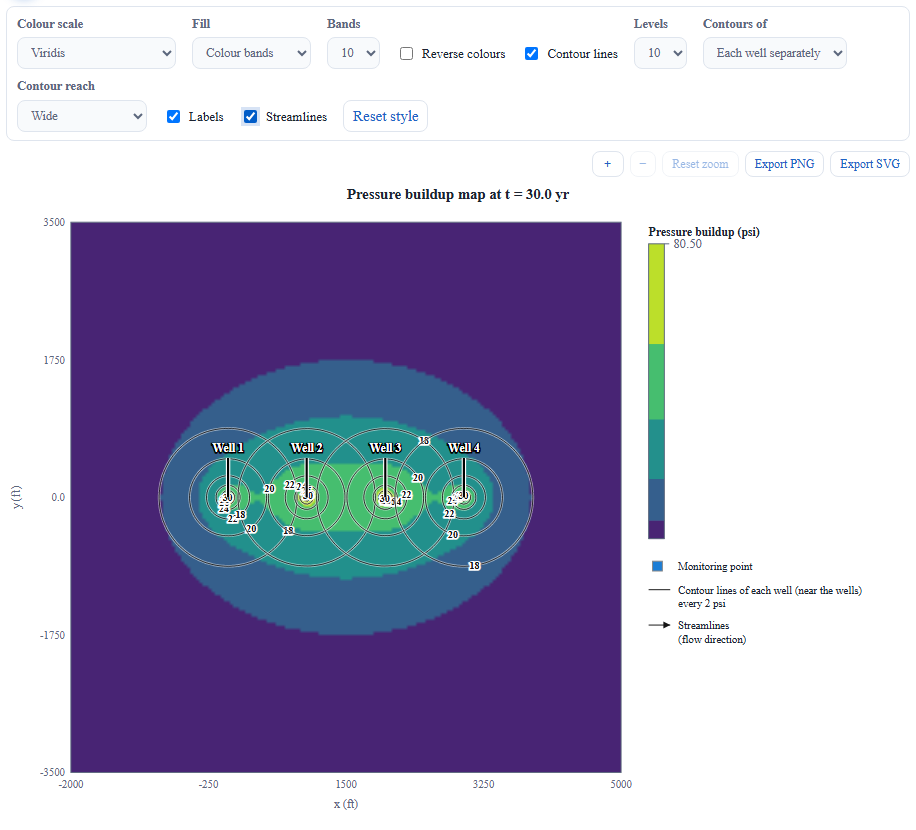 Colour scale
Fill
Bands
Levels
Contours of
Viridis
Colour bands
10
Reverse colours
Contour lines
10
Each well separately
Contour reach
Wide
Labels
Streamlines
Reset style
+
−
Reset zoom
Export PNG
Export SVG
Pressure buildup map at t = 30.0 yr
3500
1750
0.0
-1750
-3500
y (ft)
Well 1
Well 2
Well 3
Well 4
18
20
20
22
22
30
30
30
30
24
22
18
22
20
18
20
18
-2000
-250
1500
3250
5000
x (ft)
Pressure buildup (psi)
80.50
Monitoring point
Contour lines of each well (near the wells)
every 2 psi
Streamlines
(flow direction)